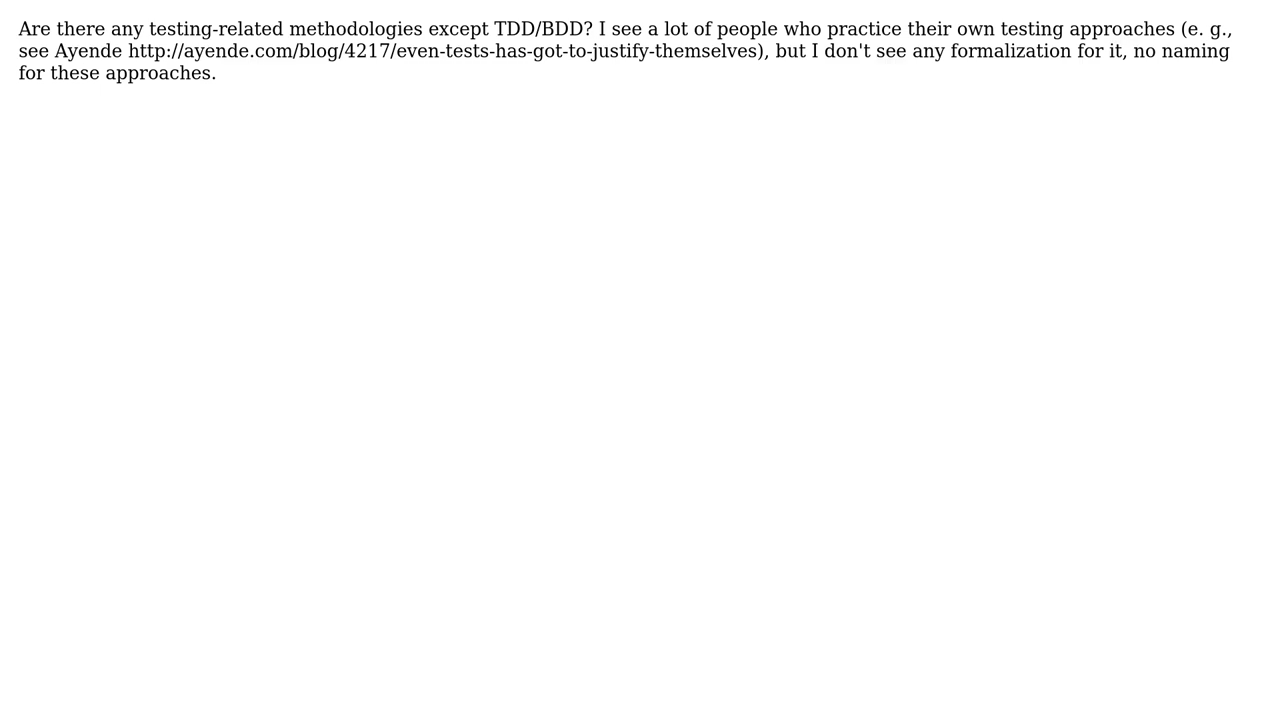 Are there any testing-related methodologies except TDD/BDD? I see a lot of people who practice their own testing approaches (e. g.,
see Ayende http://ayende.com/blog/4217/even-tests-has-got-to-justify-themselves), but I don't see any formalization for it, no naming
for these approaches.